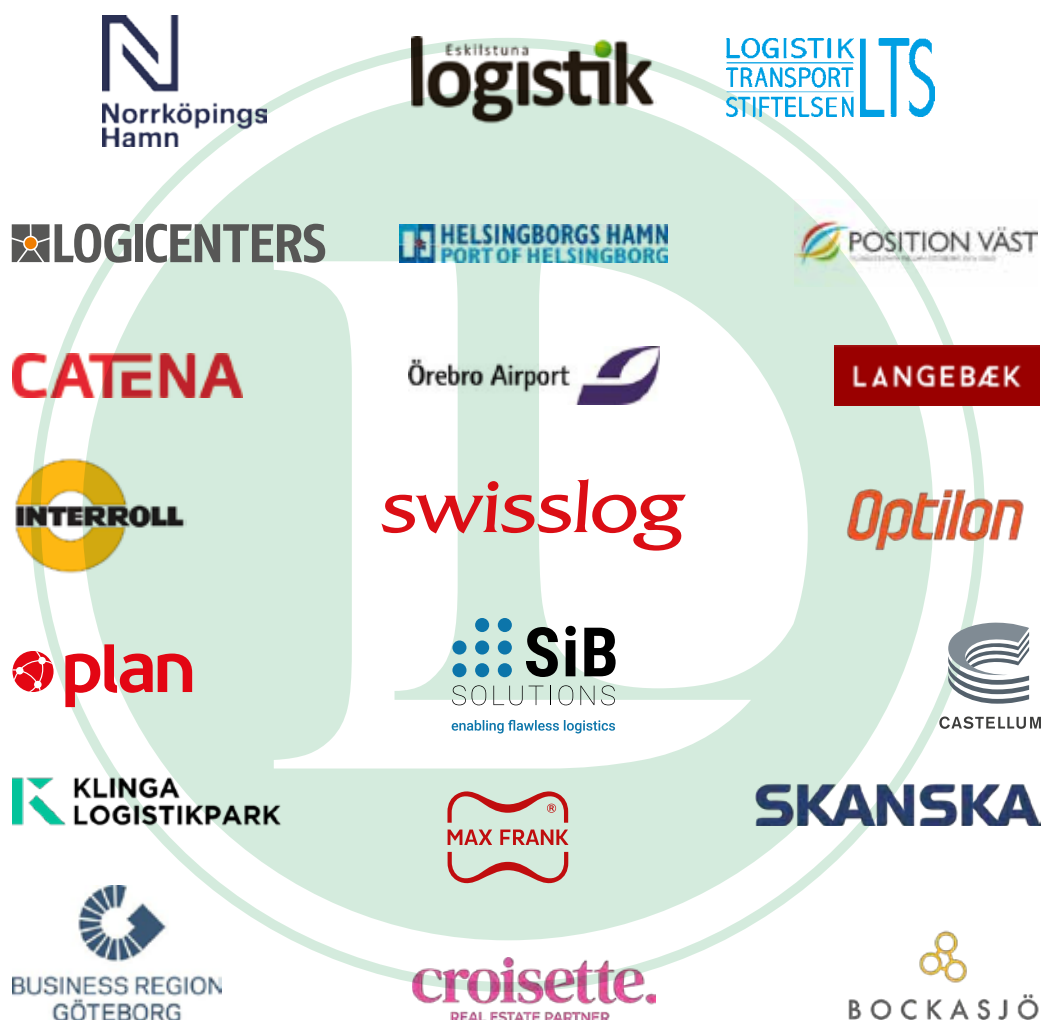 Norrköpings
Hamn
Eskilstuna
logistik
LOGISTIK
TRANSPORT
STIFTELSEN
LTS
LOGICENTERS
HELSINGBORGS HAMN
PORT OF HELSINGBORG
POSITION VÄST
CATENA
Örebro Airport
LANGEBÆK
INTERROLL
swisslog
Optilon
plan
SiB
SOLUTIONS
enabling flawless logistics
CASTELLUM
KLINGA
LOGISTIKPARK
MAX FRANK
®
SKANSKA
BUSINESS REGION
GÖTEBORG
croisette.
REAL ESTATE PARTNER
BOCKASJÖ